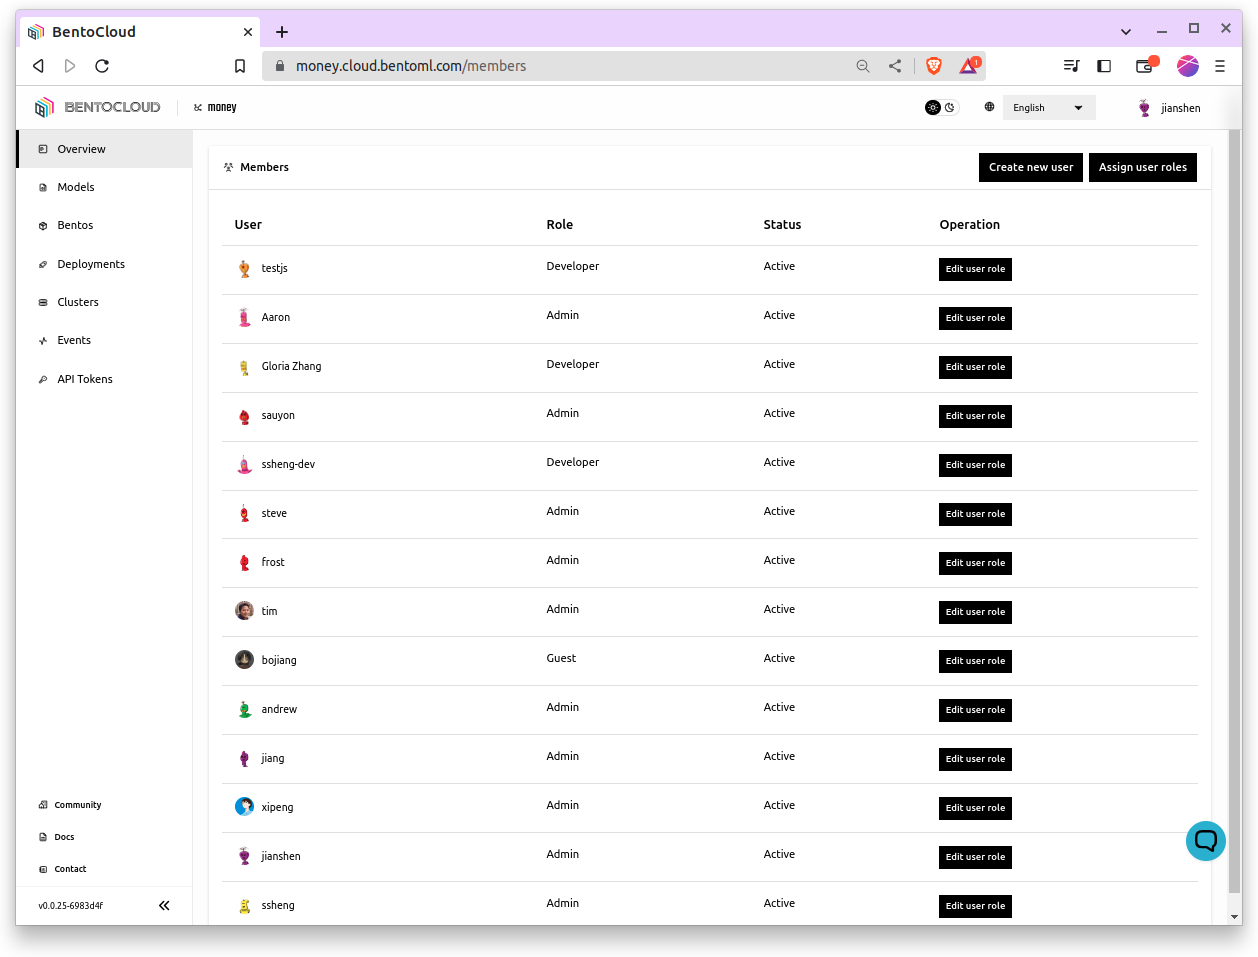 BentoCloud
money.cloud.bentoml.com/members
1
BENTOCLOUD
money
English
jianshen
Overview
Models
Bentos
Deployments
Clusters
Events
API Tokens
Community
Docs
Contact
v0.0.25-6983d4f
Members
Create new user
Assign user roles
User Role Status Operation
testjs Developer Active Edit user role
Aaron Admin Active Edit user role
Gloria Zhang Developer Active Edit user role
sauyon Admin Active Edit user role
ssheng-dev Developer Active Edit user role
steve Admin Active Edit user role
frost Admin Active Edit user role
tim Admin Active Edit user role
bojiang Guest Active Edit user role
andrew Admin Active Edit user role
jiang Admin Active Edit user role
xipeng Admin Active Edit user role
jianshen Admin Active Edit user role
ssheng Admin Active Edit user role